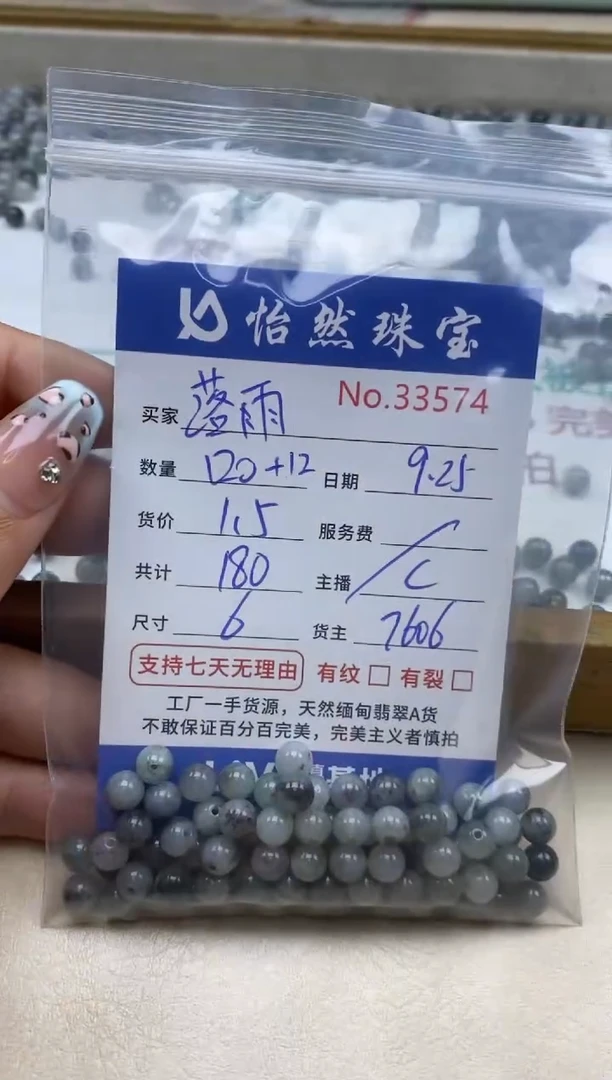 怡然珠宝
No.33574
买家 落雨
数量 120+12 日期 9.25
货价 1.5 服务费 /
共计 180 主播 C
尺寸 6 货主 7606
支持七天无理由 有纹 有裂
工厂一手货源，天然缅甸翡翠A货
不敢保证百分百完美，完美主义者慎拍
完美
拍